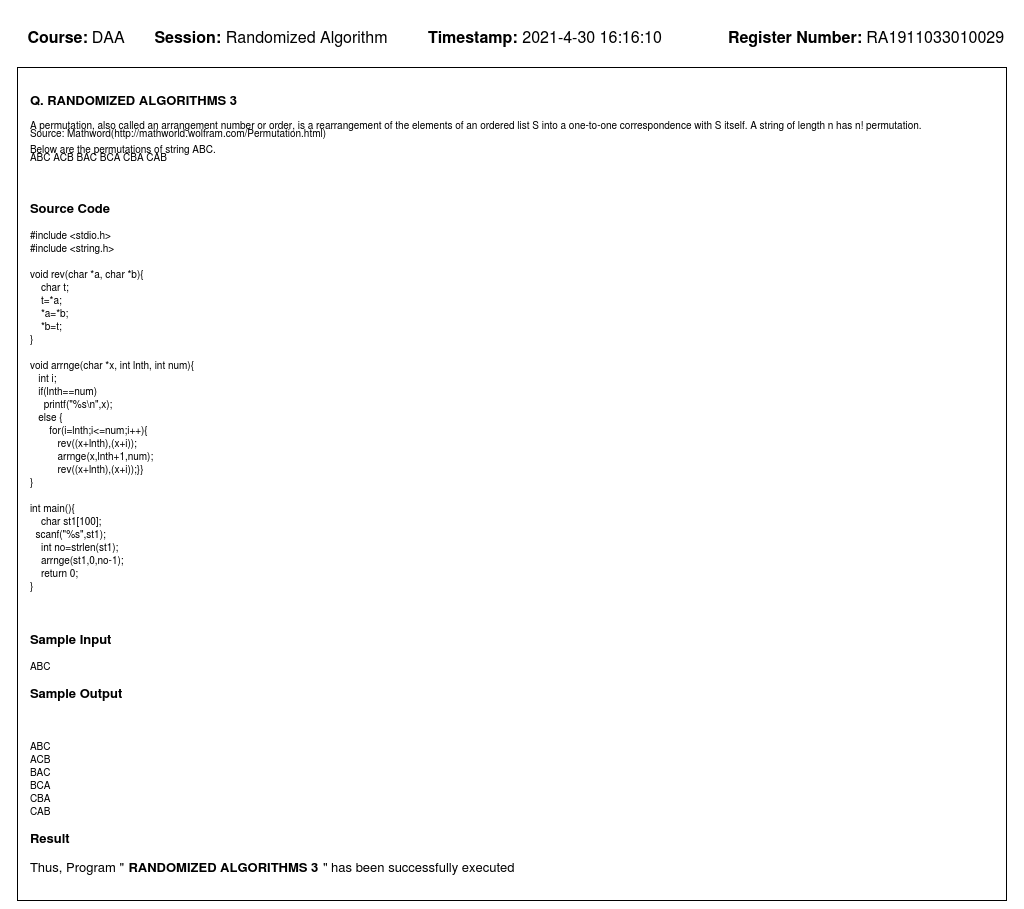 Course: DAA Session: Randomized Algorithm Timestamp: 2021-4-30 16:16:10 Register Number: RA1911033010029
Q. RANDOMIZED ALGORITHMS 3
A permutation, also called an arrangement number or order, is a rearrangement of the elements of an ordered list S into a one-to-one correspondence with S itself. A string of length n has n! permutation.
Source: Mathword(http://mathworld.wolfram.com/Permutation.html)
Below are the permutations of string ABC.
ABC ACB BAC BCA CBA CAB
Source Code
#include <stdio.h>
#include <string.h>
void rev(char *a, char *b){
    char t;
    t=*a;
    *a=*b;
    *b=t;
}
void arrnge(char *x, int lnth, int num){
   int i;
   if(lnth==num)
     printf("%s\n",x);
   else {
       for(i=lnth;i<=num;i++){
          rev((x+lnth),(x+i));
          arrnge(x,lnth+1,num);
          rev((x+lnth),(x+i));}}
}
int main(){
    char st1[100];
  scanf("%s",st1);
    int no=strlen(st1);
    arrnge(st1,0,no-1);
    return 0;
}
Sample Input
ABC
Sample Output
ABC
ACB
BAC
BCA
CBA
CAB
Result
Thus, Program " RANDOMIZED ALGORITHMS 3 " has been successfully executed